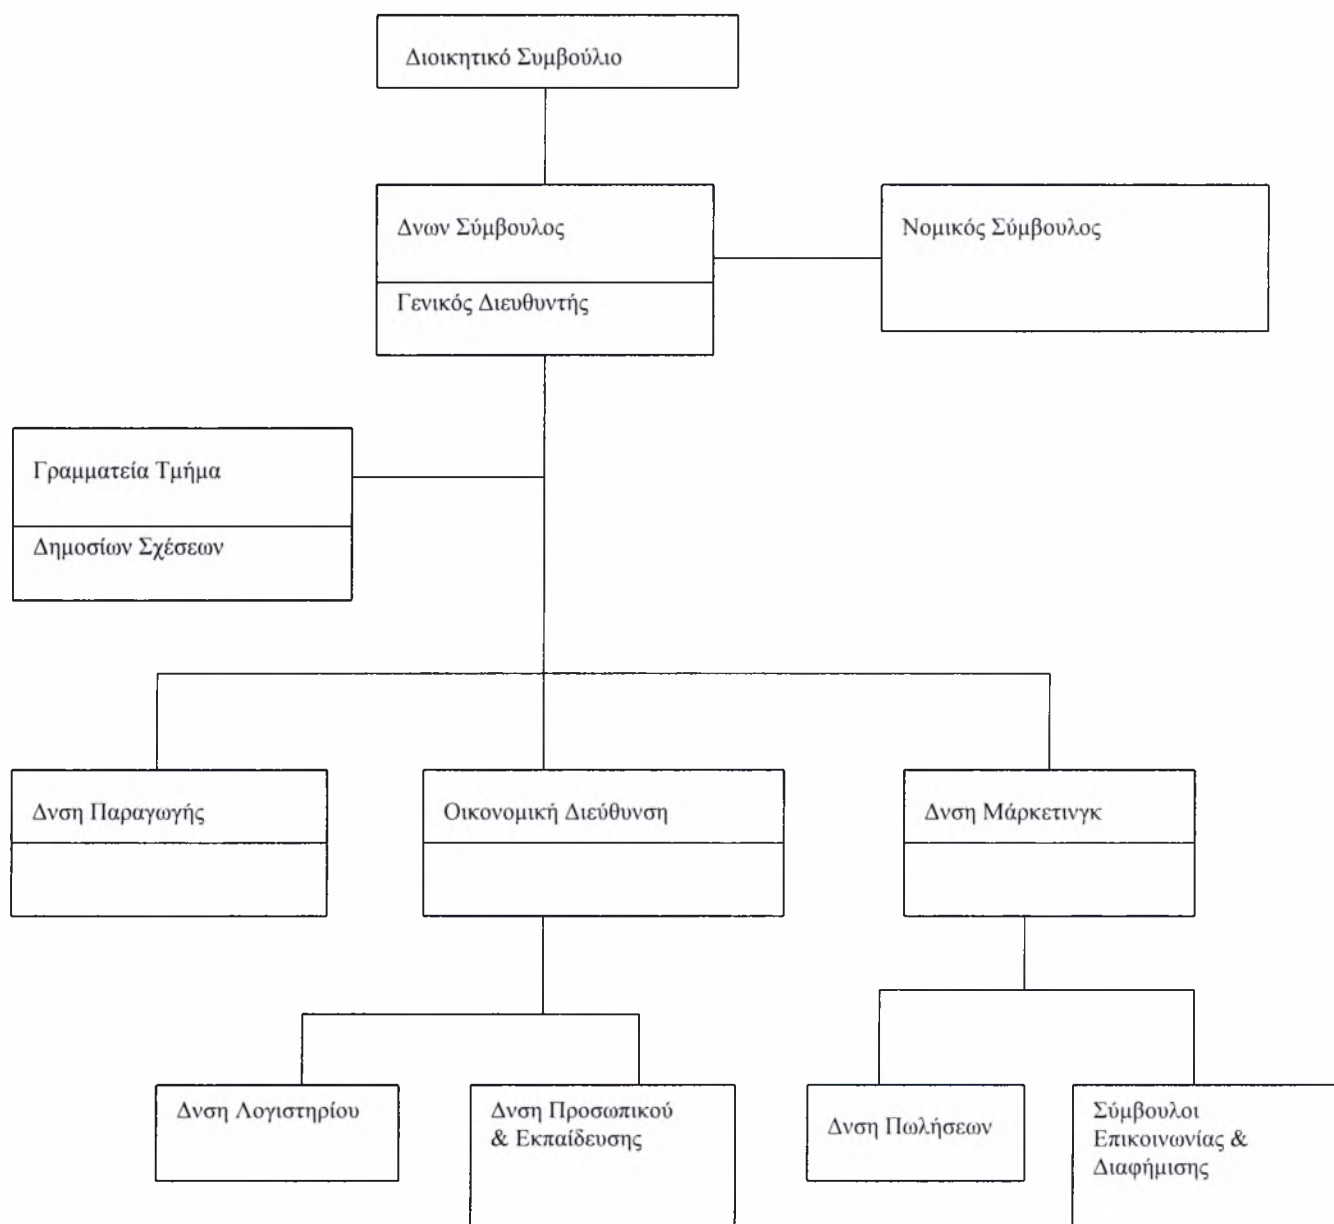 Διοικητικό Συμβούλιο
Δνων Σύμβουλος
Γενικός Διευθυντής
Νομικός Σύμβουλος
Γραμματεία Τμήμα
Δημοσίων Σχέσεων
Δνση Παραγωγής
Οικονομική Διεύθυνση
Δνση Μάρκετινγκ
Δνση Λογιστηρίου
Δνση Προσωπικού
& Εκπαίδευσης
Δνση Πωλήσεων
Σύμβουλοι
Επικοινωνίας &
Διαφήμισης